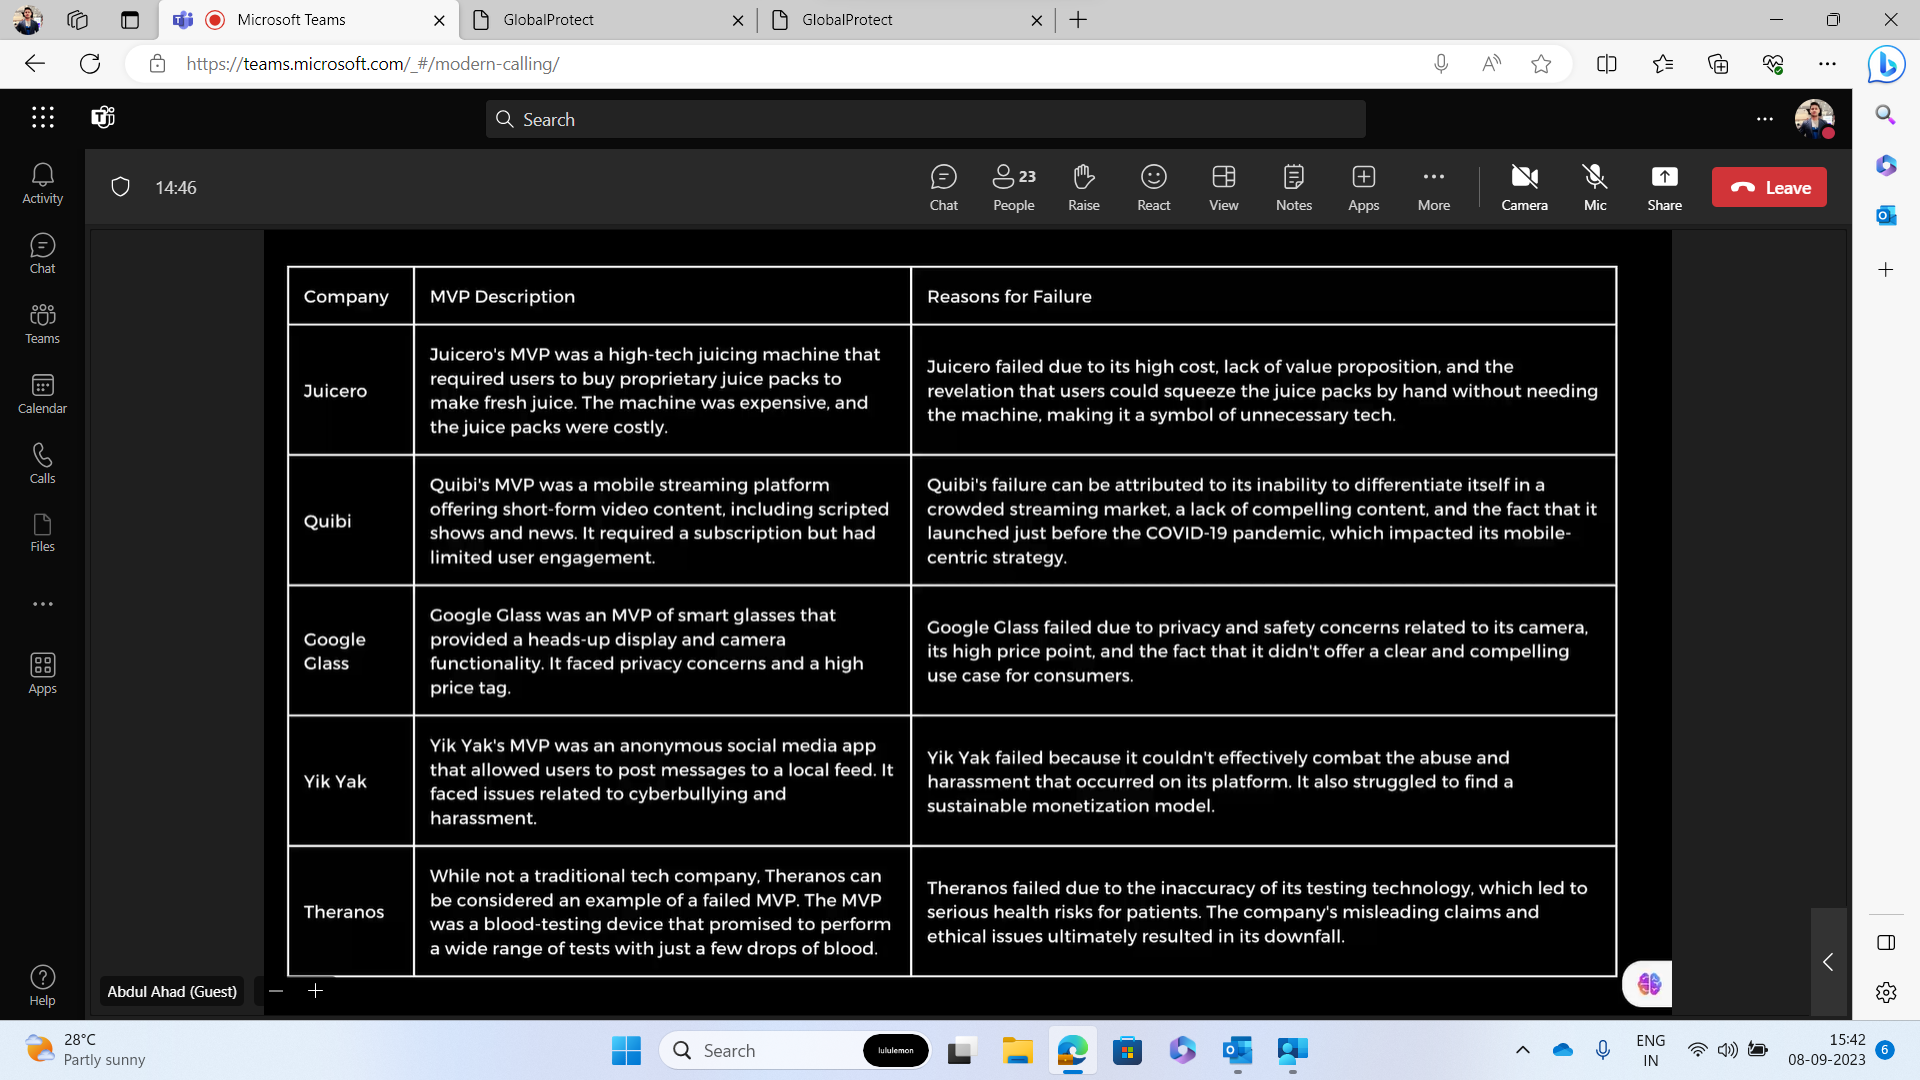 Microsoft Teams
GlobalProtect
GlobalProtect
https://teams.microsoft.com/_#/modern-calling/
Search
14:46
Chat
23
People
Raise
React
View
Notes
Apps
More
Camera
Mic
Share
Leave
Activity
Chat
Teams
Calendar
Calls
Files
Apps
Help
Company
MVP Description
Reasons for Failure
Juicero
Juicero's MVP was a high-tech juicing machine that
required users to buy proprietary juice packs to
make fresh juice. The machine was expensive, and
the juice packs were costly.
Juicero failed due to its high cost, lack of value proposition, and the
revelation that users could squeeze the juice packs by hand without needing
the machine, making it a symbol of unnecessary tech.
Quibi
Quibi's MVP was a mobile streaming platform
offering short-form video content, including scripted
shows and news. It required a subscription but had
limited user engagement.
Quibi's failure can be attributed to its inability to differentiate itself in a
crowded streaming market, a lack of compelling content, and the fact that it
launched just before the COVID-19 pandemic, which impacted its mobile-
centric strategy.
Google
Glass
Google Glass was an MVP of smart glasses that
provided a heads-up display and camera
functionality. It faced privacy concerns and a high
price tag.
Google Glass failed due to privacy and safety concerns related to its camera,
its high price point, and the fact that it didn't offer a clear and compelling
use case for consumers.
Yik Yak
Yik Yak's MVP was an anonymous social media app
that allowed users to post messages to a local feed. It
faced issues related to cyberbullying and
harassment.
Yik Yak failed because it couldn't effectively combat the abuse and
harassment that occurred on its platform. It also struggled to find a
sustainable monetization model.
Theranos
While not a traditional tech company, Theranos can
be considered an example of a failed MVP. The MVP
was a blood-testing device that promised to perform
a wide range of tests with just a few drops of blood.
Theranos failed due to the inaccuracy of its testing technology, which led to
serious health risks for patients. The company's misleading claims and
ethical issues ultimately resulted in its downfall.
Abdul Ahad (Guest)
28°C
Partly sunny
Search
lululemon
ENG
IN
15:42
08-09-2023
6